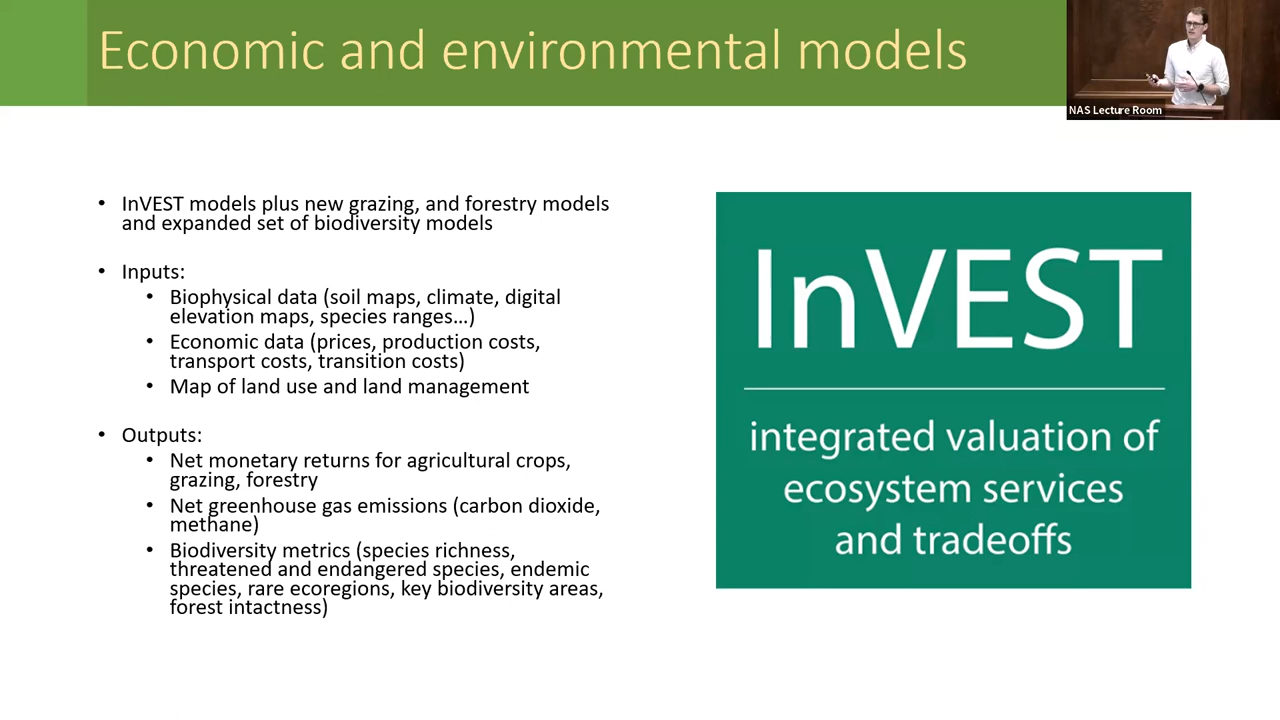 Economic and environmental models
NAS Lecture Room
• InVEST models plus new grazing, and forestry models
and expanded set of biodiversity models
• Inputs:
• Biophysical data (soil maps, climate, digital
elevation maps, species ranges…)
• Economic data (prices, production costs,
transport costs, transition costs)
• Map of land use and land management
• Outputs:
• Net monetary returns for agricultural crops,
grazing, forestry
• Net greenhouse gas emissions (carbon dioxide,
methane)
• Biodiversity metrics (species richness,
threatened and endangered species, endemic
species, rare ecoregions, key biodiversity areas,
forest intactness)
InVEST
integrated valuation of
ecosystem services
and tradeoffs